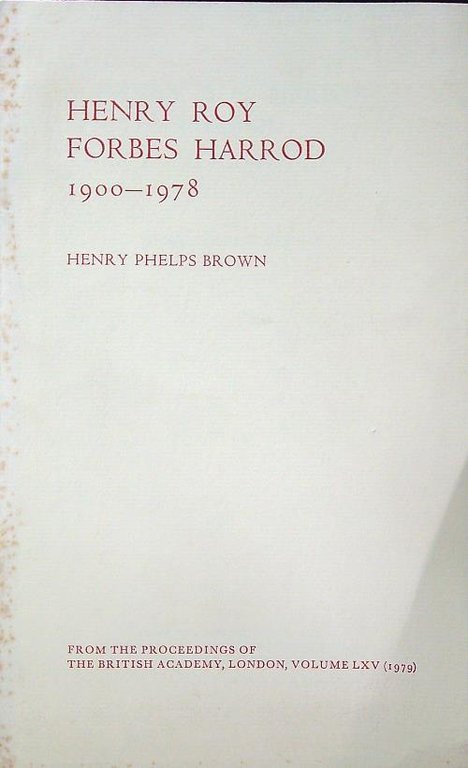 HENRY ROY
FORBES HARROD
1900—1978
HENRY PHELPS BROWN
FROM THE PROCEEDINGS OF
THE BRITISH ACADEMY, LONDON, VOLUME LXV (1979)